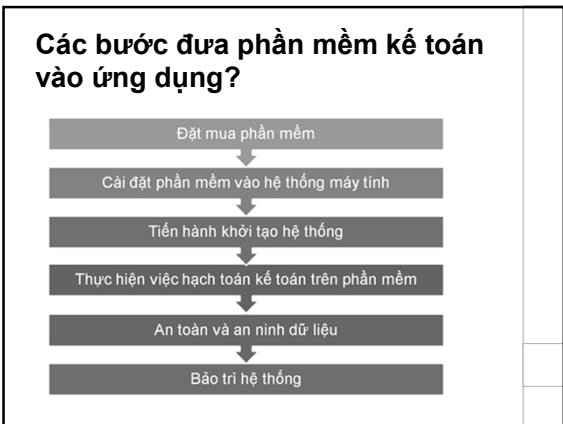 Các bước đưa phần mềm kế toán
vào ứng dụng?
Đặt mua phần mềm
Cài đặt phần mềm vào hệ thống máy tính
Tiến hành khởi tạo hệ thống
Thực hiện việc hạch toán kế toán trên phần mềm
An toàn và an ninh dữ liệu
Bảo trì hệ thống